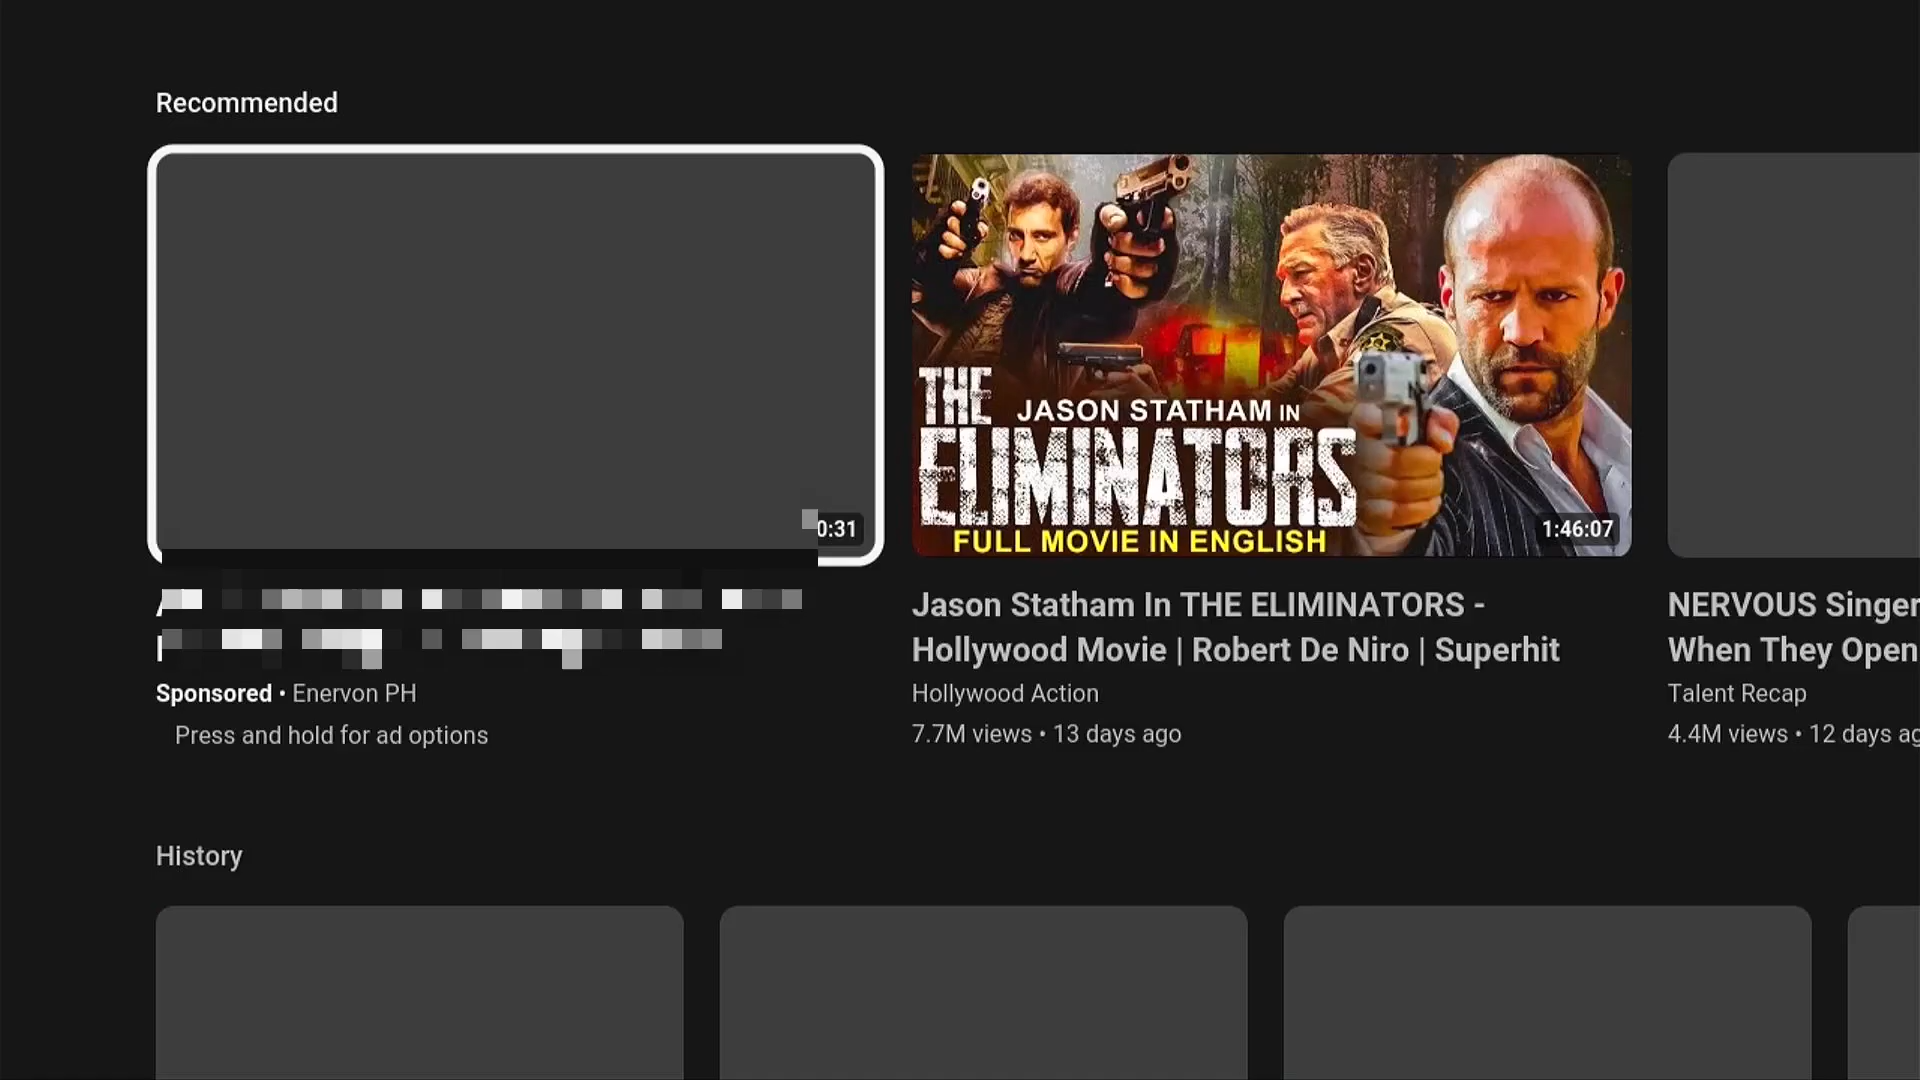 Recommended
0:31
Sponsored • Enervon PH
Press and hold for ad options
THE
JASON STATHAM IN
ELIMINATORS
FULL MOVIE IN ENGLISH
1:46:07
Jason Statham In THE ELIMINATORS -
Hollywood Movie | Robert De Niro | Superhit
Hollywood Action
7.7M views • 13 days ago
NERVOUS Singer
When They Open
Talent Recap
4.4M views • 12 days ag
History